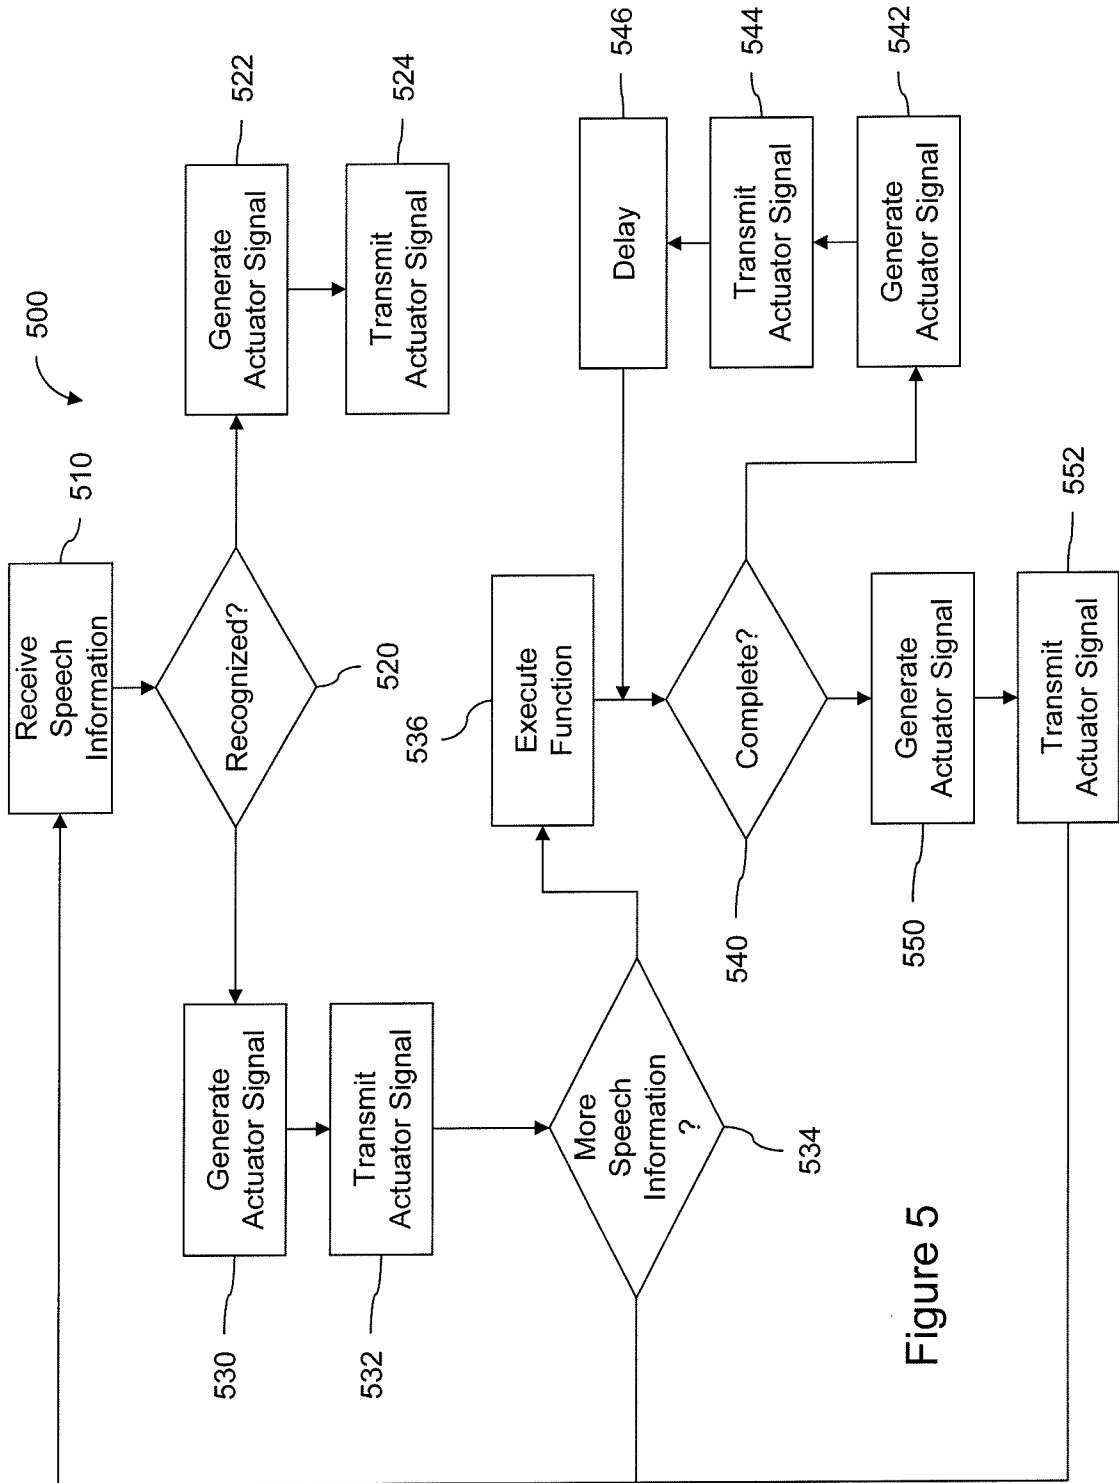 500
Receive
Speech
Information
510
Recognized?
520
Generate
Actuator Signal
522
Transmit
Actuator Signal
524
Generate
Actuator Signal
530
Transmit
Actuator Signal
532
More
Speech
Information
?
534
Execute
Function
536
Complete?
540
Delay
546
Transmit
Actuator Signal
544
Generate
Actuator Signal
542
Generate
Actuator Signal
550
Transmit
Actuator Signal
552
Figure 5